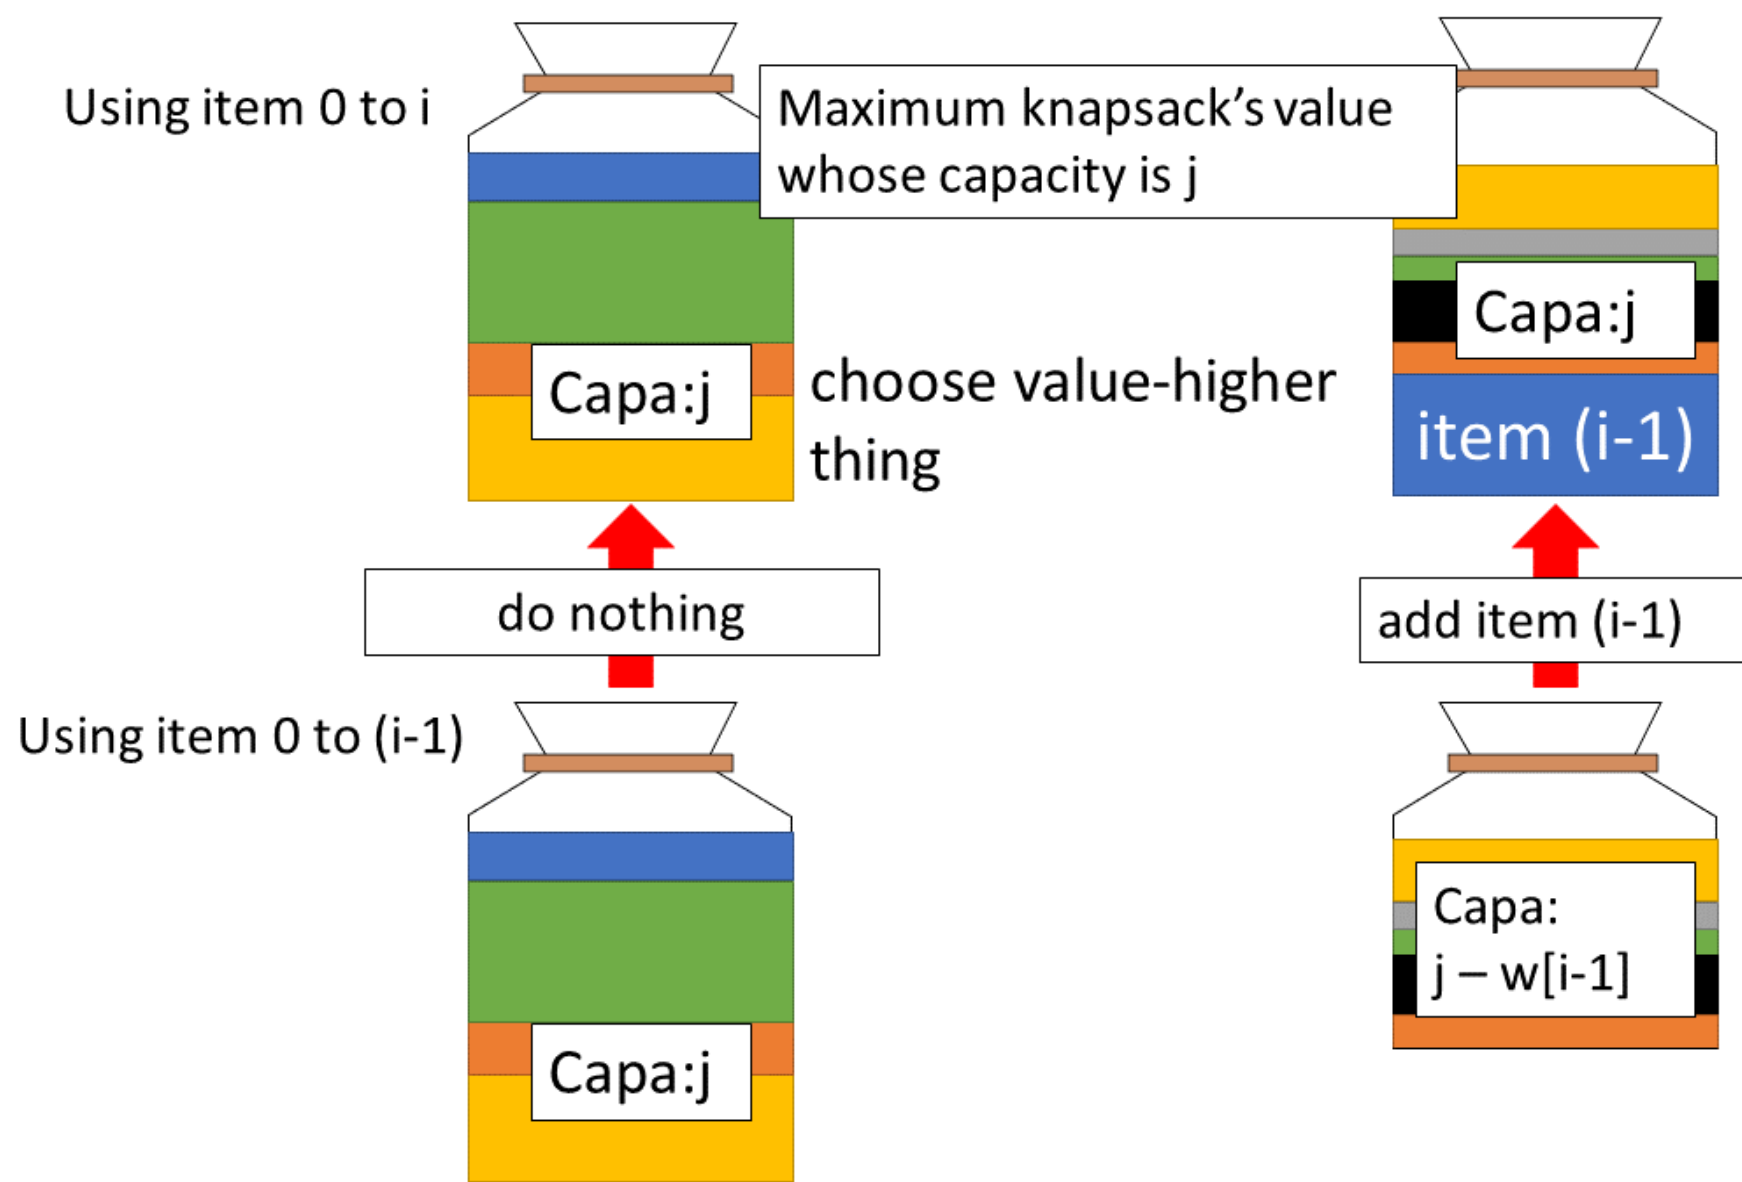 Using item 0 to i
Maximum knapsack's value
whose capacity is j
Capa:j
choose value-higher
thing
Capa:j
item (i-1)
do nothing
add item (i-1)
Using item 0 to (i-1)
Capa:j
Capa:
j – w[i-1]